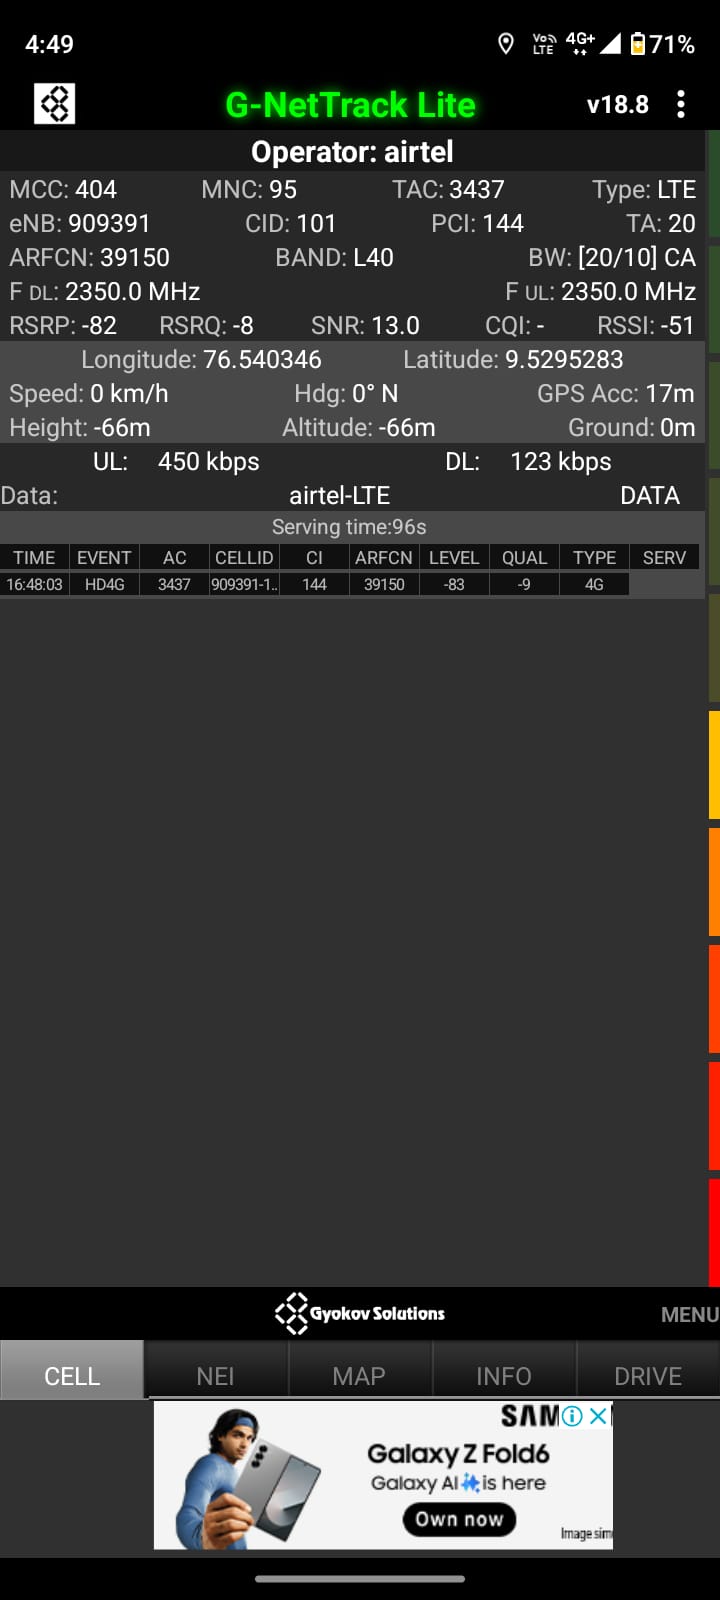 4:49 Vo LTE 4G+ 71%
G-NetTrack Lite v18.8
Operator: airtel
MCC: 404 MNC: 95 TAC: 3437 Type: LTE
eNB: 909391 CID: 101 PCI: 144 TA: 20
ARFCN: 39150 BAND: L40 BW: [20/10] CA
F DL: 2350.0 MHz F UL: 2350.0 MHz
RSRP: -82 RSRQ: -8 SNR: 13.0 CQI: - RSSI: -51
Longitude: 76.540346 Latitude: 9.5295283
Speed: 0 km/h Hdg: 0° N GPS Acc: 17m
Height: -66m Altitude: -66m Ground: 0m
UL: 450 kbps DL: 123 kbps
Data: airtel-LTE DATA
Serving time:96s
TIME EVENT AC CELLID CI ARFCN LEVEL QUAL TYPE SERV
16:48:03 HD4G 3437 909391-1.. 144 39150 -83 -9 4G
Gyokov Solutions MENU
CELL NEI MAP INFO DRIVE
SAM
Galaxy Z Fold6
Galaxy AI is here
Own now
Image sim